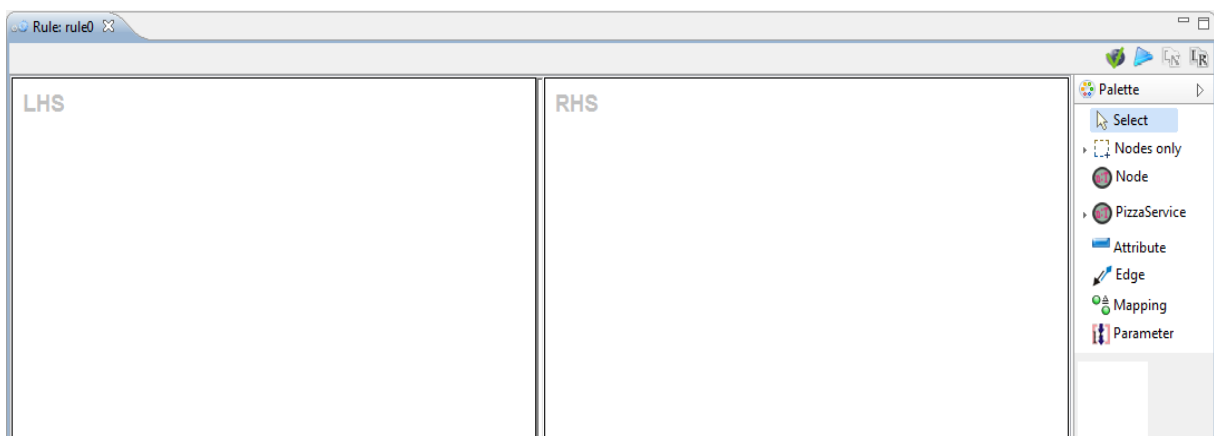 Rule: rule0
LHS
RHS
Palette
Select
Nodes only
Node
PizzaService
Attribute
Edge
Mapping
Parameter